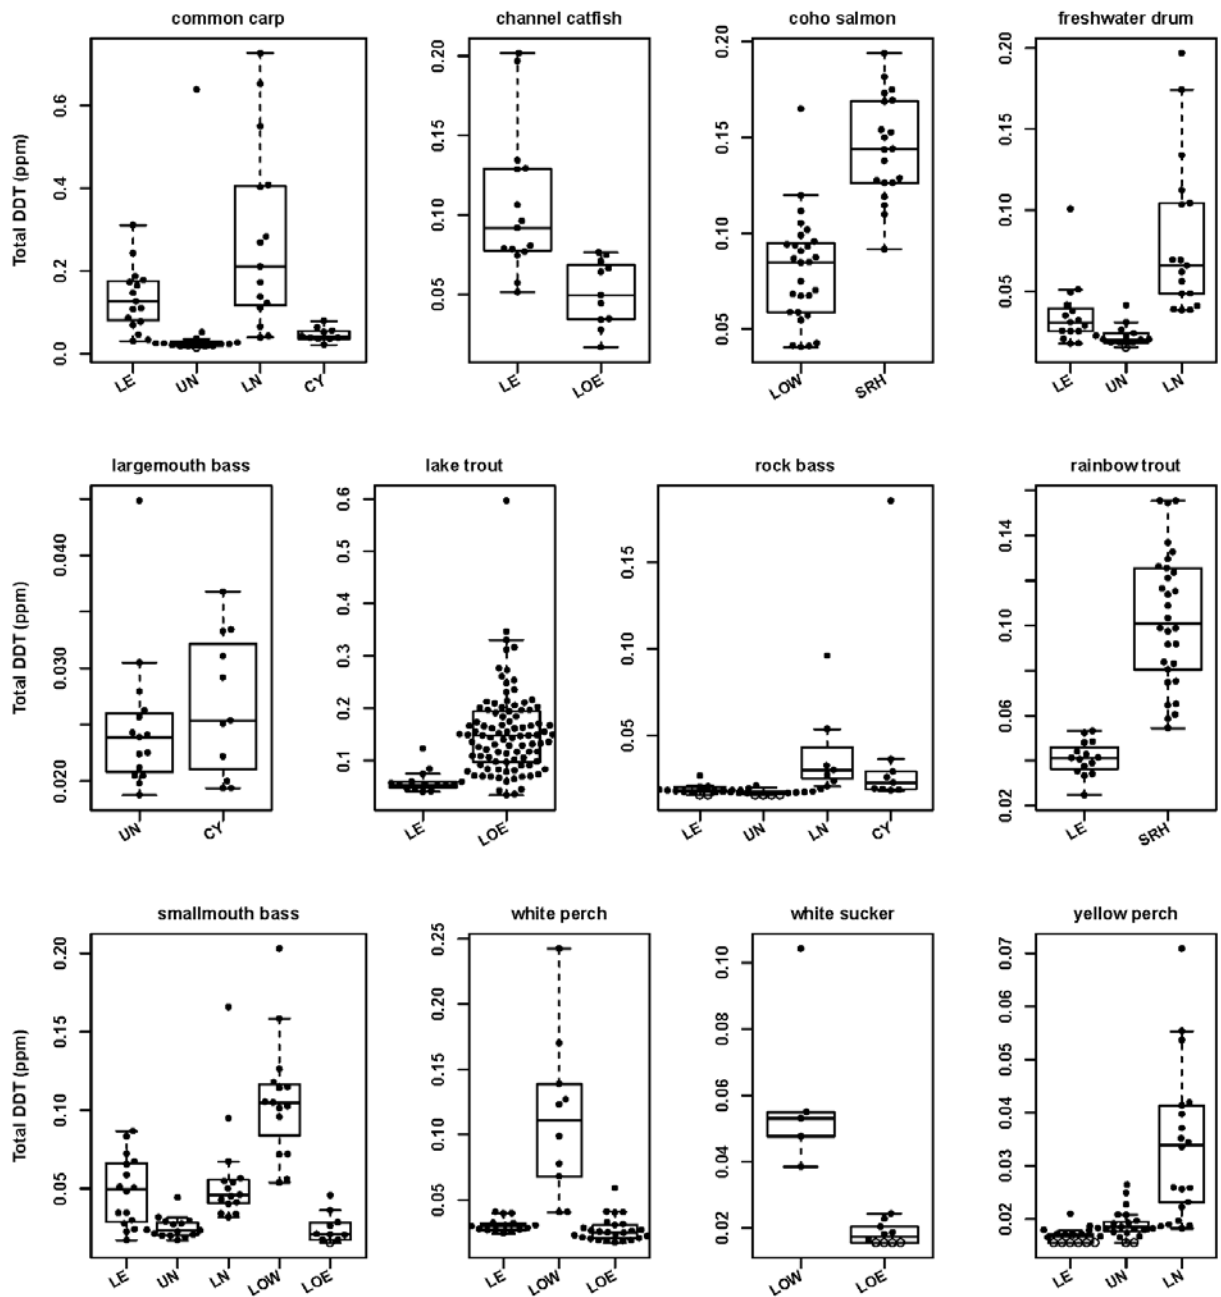 common carp
channel catfish
coho salmon
freshwater drum
Total DDT (ppm)
0.6
0.4
0.2
0.0
LE UN LN CY
0.20
0.15
0.10
0.05
LE LOE
0.20
0.15
0.10
0.05
LOW SRH
0.20
0.15
0.10
0.05
LE UN LN
largemouth bass
lake trout
rock bass
rainbow trout
Total DDT (ppm)
0.040
0.030
0.020
UN CY
0.6
0.5
0.4
0.3
0.2
0.1
LE LOE
0.15
0.10
0.05
LE UN LN CY
0.14
0.10
0.06
0.02
LE SRH
smallmouth bass
white perch
white sucker
yellow perch
Total DDT (ppm)
0.20
0.15
0.10
0.05
LE UN LN LOW LOE
0.25
0.20
0.15
0.10
0.05
LE LOW LOE
0.10
0.08
0.06
0.04
0.02
LOW LOE
0.07
0.06
0.05
0.04
0.03
0.02
LE UN LN